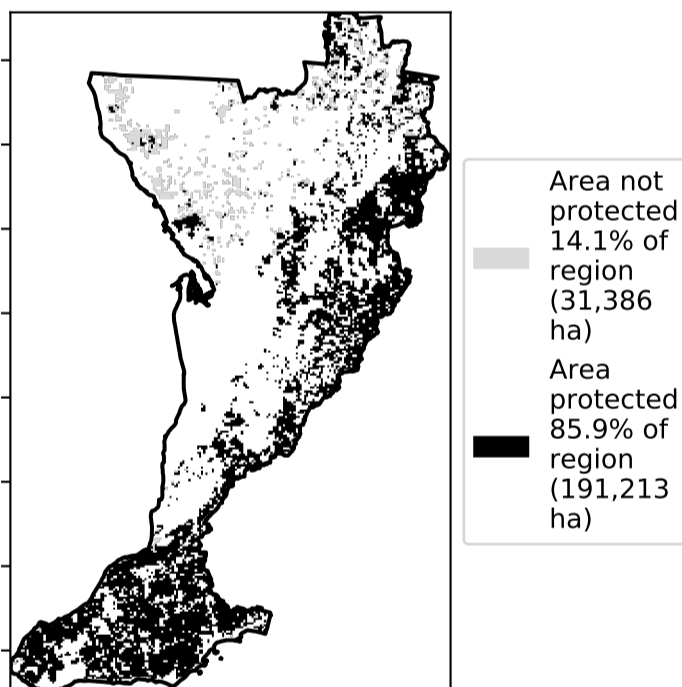 Area not
protected
14.1% of
region
(31,386
ha)
Area
protected
85.9% of
region
(191,213
ha)